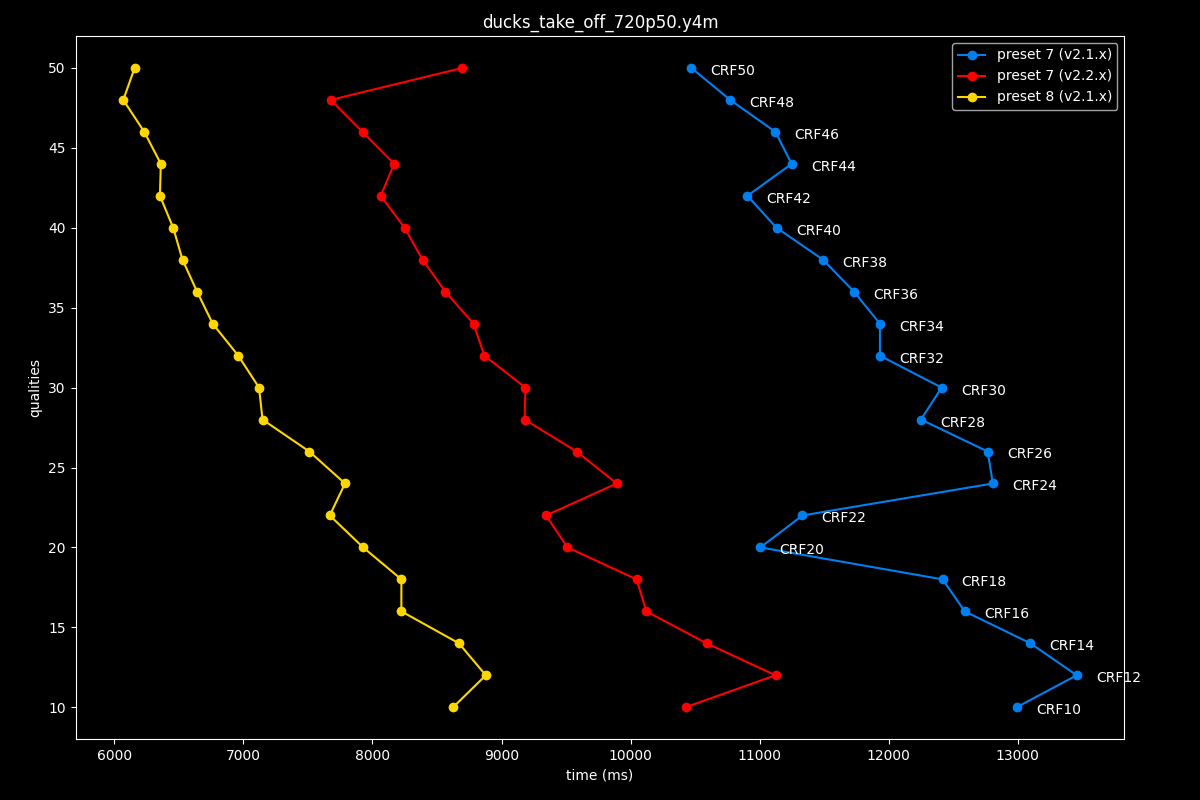 ducks_take_off_720p50.y4m
preset 7 (v2.1.x)
preset 7 (v2.2.x)
preset 8 (v2.1.x)
50
CRF50
CRF48
CRF46
45
CRF44
CRF42
40
CRF40
CRF38
CRF36
35
CRF34
CRF32
30
CRF30
CRF28
CRF26
25
CRF24
CRF22
20
CRF20
CRF18
CRF16
15
CRF14
CRF12
10
CRF10
qualities
6000 7000 8000 9000 10000 11000 12000 13000
time (ms)